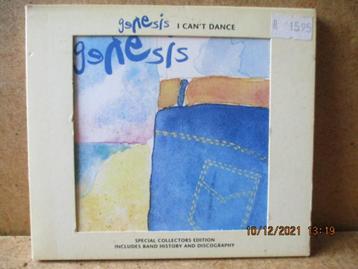 genesis I CAN'T DANCE
15.95
genesis
SPECIAL COLLECTORS EDITION
INCLUDES BAND HISTORY AND DISCOGRAPHY
10/12/2021 13:19